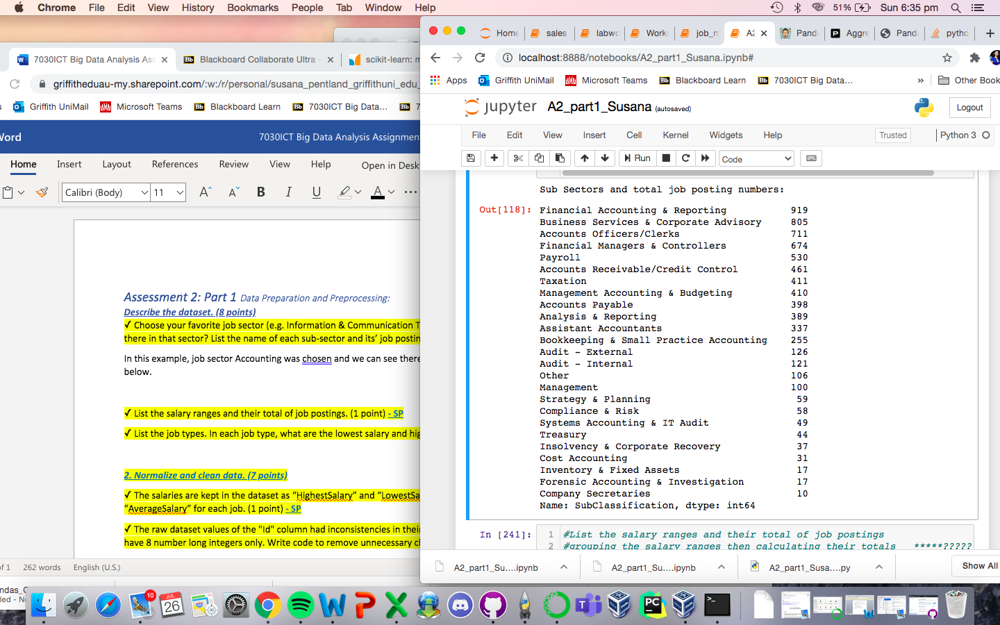 Chrome File Edit View History Bookmarks People Tab Window Help 51% Sun 6:35 pm
7030ICT Big Data Analysis As
Blackboard Collaborate Ultra -
scikit-learn: m
griffitheduau-my.sharepoint.com/:w:/r/personal/susana_pentland_griffithuni_edu_
Griffith UniMail Microsoft Teams Blackboard Learn 7030ICT Big Data... 7
Word 7030ICT Big Data Analysis Assignmen
Home Insert Layout References Review View Help Open in Desk
Calibri (Body) 11 A A B I U A ...
Assessment 2: Part 1 Data Preparation and Preprocessing:
Describe the dataset. (8 points)
✓ Choose your favorite job sector (e.g. Information & Communication T
there in that sector? List the name of each sub-sector and its' job postin
In this example, job sector Accounting was chosen and we can see there
below.
✓ List the salary ranges and their total of job postings. (1 point) - SP
✓ List the job types. In each job type, what are the lowest salary and hig
2. Normalize and clean data. (7 points)
✓ The salaries are kept in the dataset as “HighestSalary” and “LowestSa
“AverageSalary” for each job. (1 point) - SP
✓ The raw dataset values of the "Id" column had inconsistencies in thei
have 8 number long integers only. Write code to remove unnecessary c
of 1 262 words English (U.S.)
Home sales labwo Work job_m A2 Pand Aggre Pand pytho
localhost:8888/notebooks/A2_part1_Susana.ipynb#
Apps Griffith UniMail Microsoft Teams Blackboard Learn 7030ICT Big Data... » Other Book
jupyter A2_part1_Susana (autosaved) Logout
File Edit View Insert Cell Kernel Widgets Help Trusted Python 3
Run Code
Sub Sectors and total job posting numbers:
Out[118]: Financial Accounting & Reporting 919
Business Services & Corporate Advisory 805
Accounts Officers/Clerks 711
Financial Managers & Controllers 674
Payroll 530
Accounts Receivable/Credit Control 461
Taxation 411
Management Accounting & Budgeting 410
Accounts Payable 398
Analysis & Reporting 389
Assistant Accountants 337
Bookkeeping & Small Practice Accounting 255
Audit - External 126
Audit - Internal 121
Other 106
Management 100
Strategy & Planning 59
Compliance & Risk 58
Systems Accounting & IT Audit 49
Treasury 44
Insolvency & Corporate Recovery 37
Cost Accounting 31
Inventory & Fixed Assets 17
Forensic Accounting & Investigation 17
Company Secretaries 10
Name: SubClassification, dtype: int64
In [241]: 1 #List the salary ranges and their total of job postings
2 #grouping the salary ranges then calculating their totals *****?????
A2_part1_Su....ipynb A2_part1_Su....ipynb A2_part1_Susa....py Show All
ndas_C
led - No
10 JUL 26